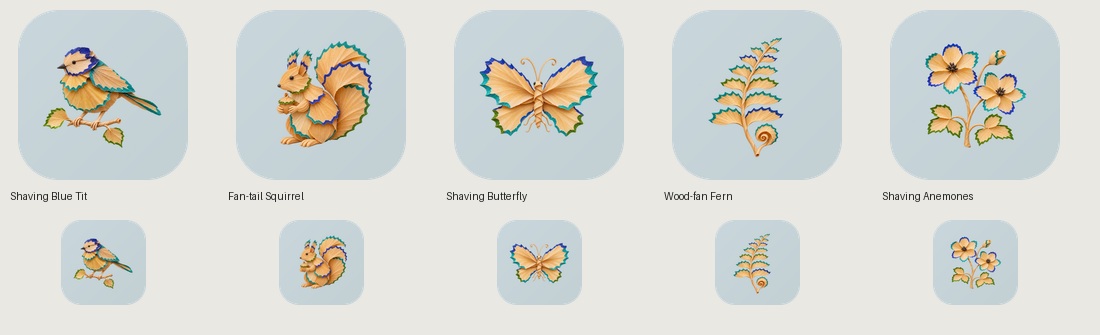 Shaving Blue Tit
Fan-tail Squirrel
Shaving Butterfly
Wood-fan Fern
Shaving Anemones